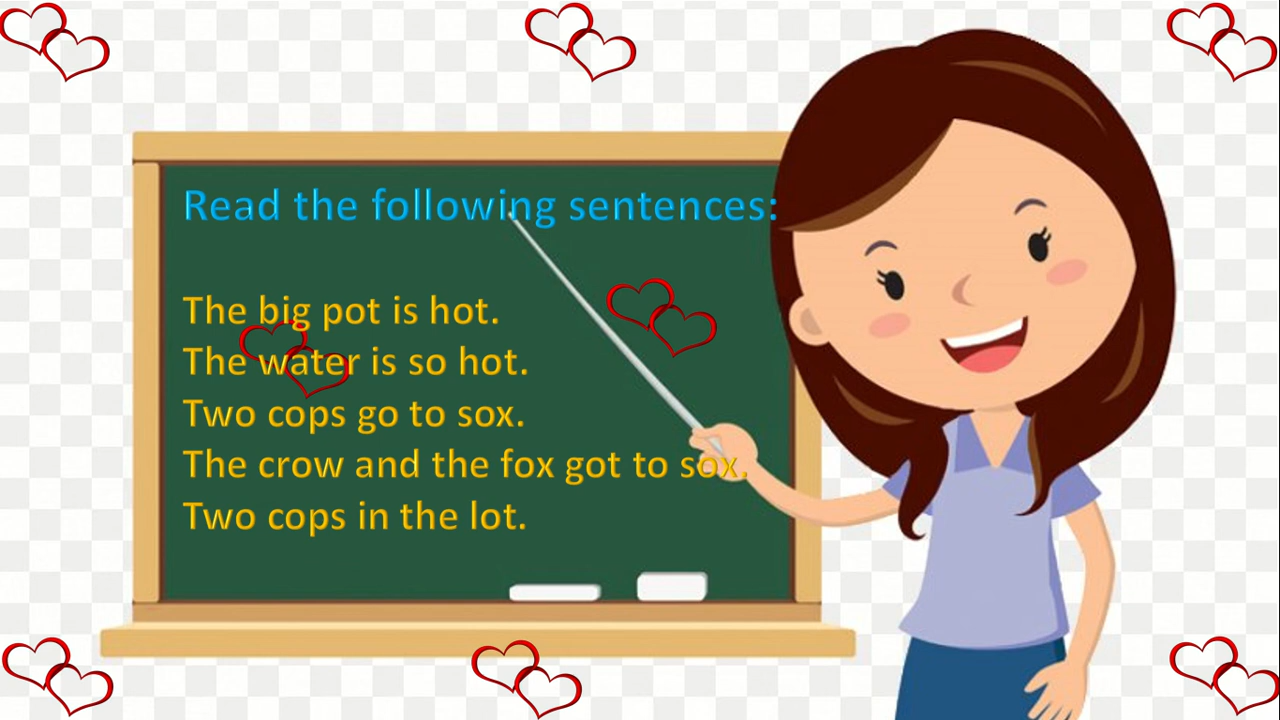 Read the following sentences:
The big pot is hot.
The water is so hot.
Two cops go to sox.
The crow and the fox got to sox.
Two cops in the lot.